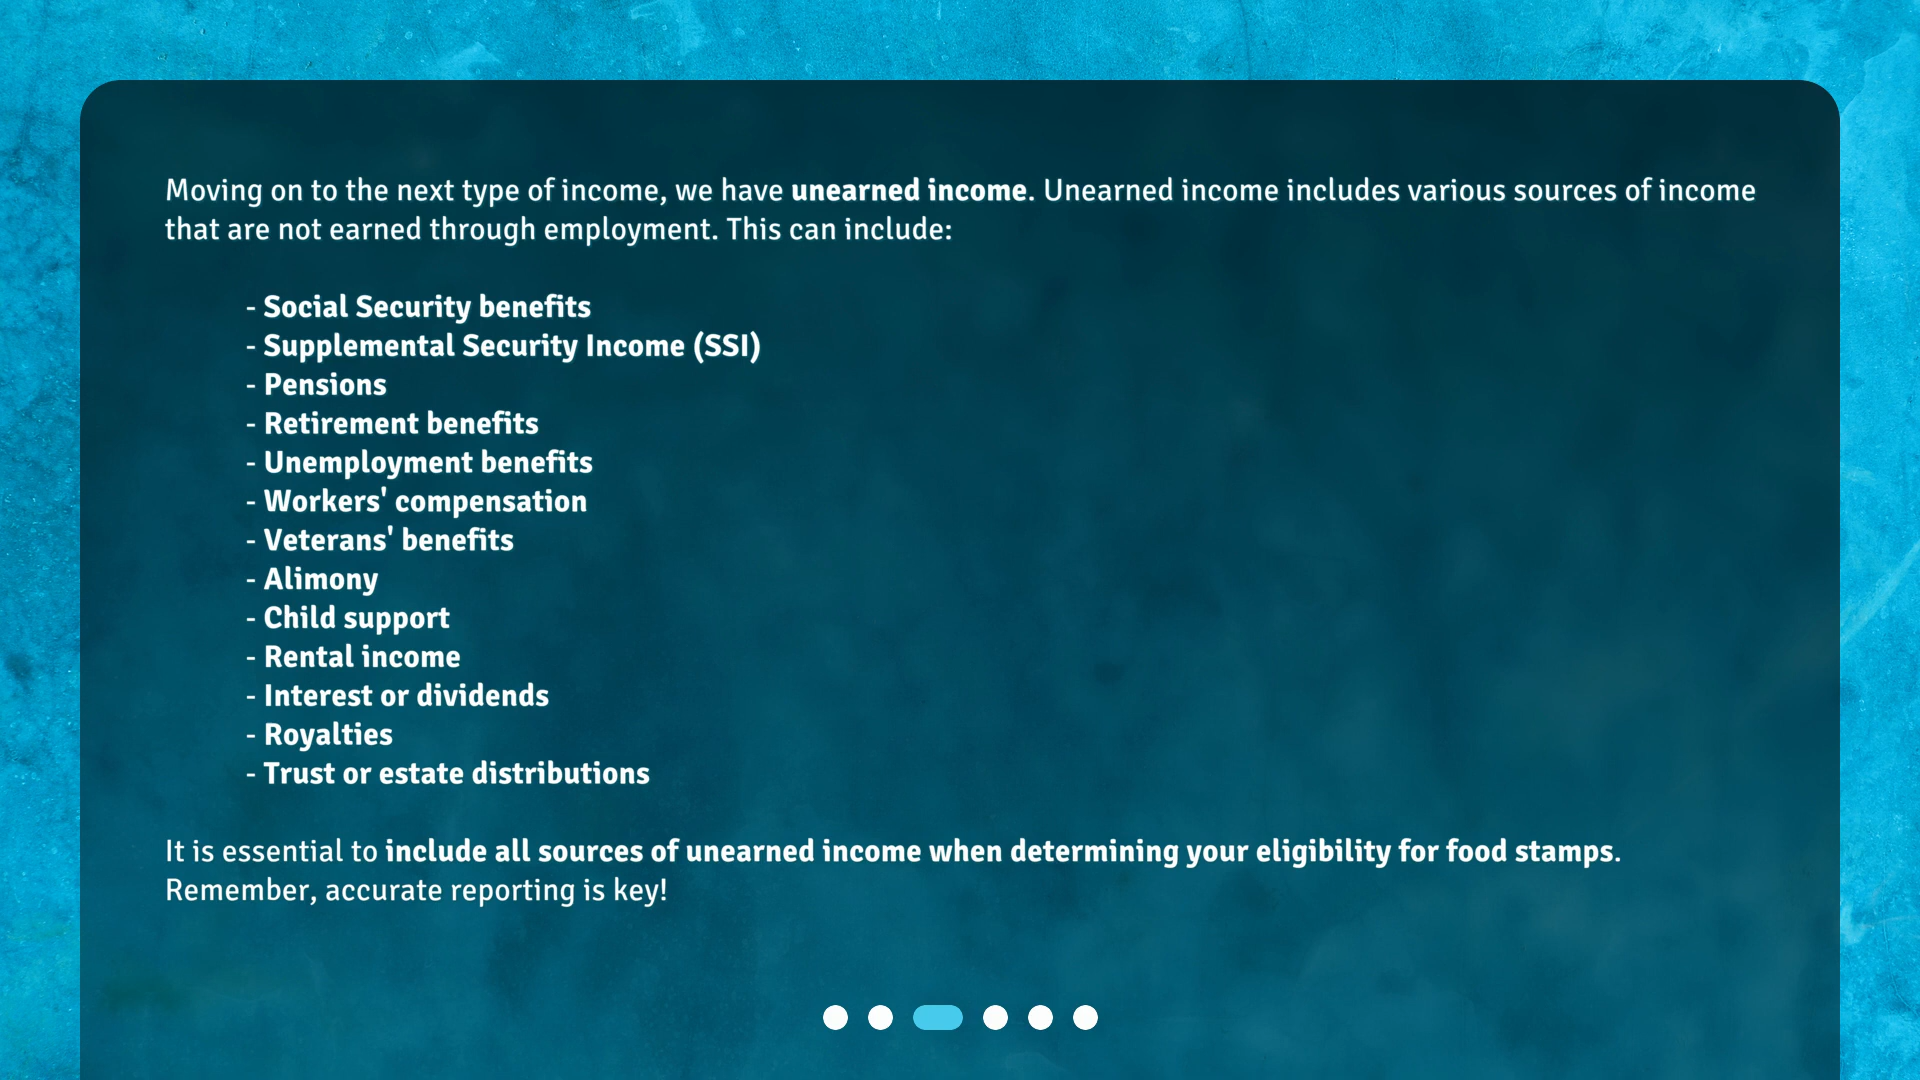 Moving on to the next type of income, we have unearned income. Unearned income includes various sources of income
that are not earned through employment. This can include:
- Social Security benefits
- Supplemental Security Income (SSI)
- Pensions
- Retirement benefits
- Unemployment benefits
- Workers' compensation
- Veterans' benefits
- Alimony
- Child support
- Rental income
- Interest or dividends
- Royalties
- Trust or estate distributions
It is essential to include all sources of unearned income when determining your eligibility for food stamps.
Remember, accurate reporting is key!